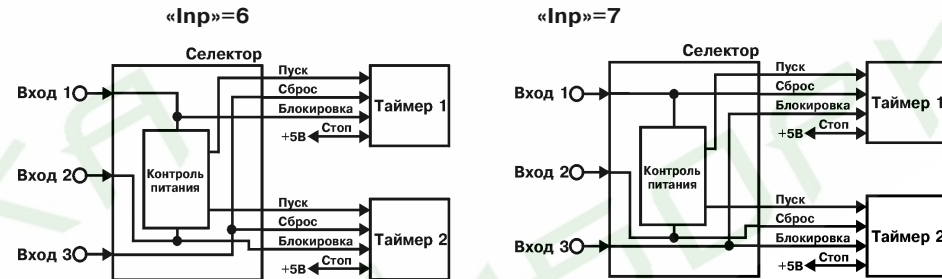 «Inp»=6
Селектор
Вход 1
Вход 2
Вход 3
Контроль
питания
Пуск
Сброс
Блокировка
+5В Стоп
Таймер 1
Пуск
Сброс
Блокировка
+5В Стоп
Таймер 2
«Inp»=7
Селектор
Вход 1
Вход 2
Вход 3
Контроль
питания
Пуск
Сброс
Блокировка
+5В Стоп
Таймер 1
Пуск
Сброс
Блокировка
+5В Стоп
Таймер 2